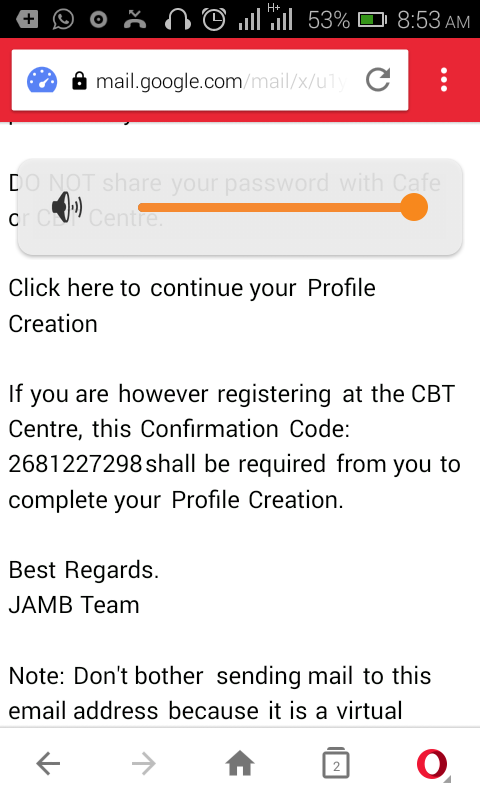 H+
53%
8:53 AM
mail.google.com/mail/x/u1y
DO NOT share your password with Cafe
or CBT Centre.
Click here to continue your Profile
Creation
If you are however registering at the CBT
Centre, this Confirmation Code:
2681227298shall be required from you to
complete your Profile Creation.
Best Regards.
JAMB Team
Note: Don't bother sending mail to this
email address because it is a virtual
2